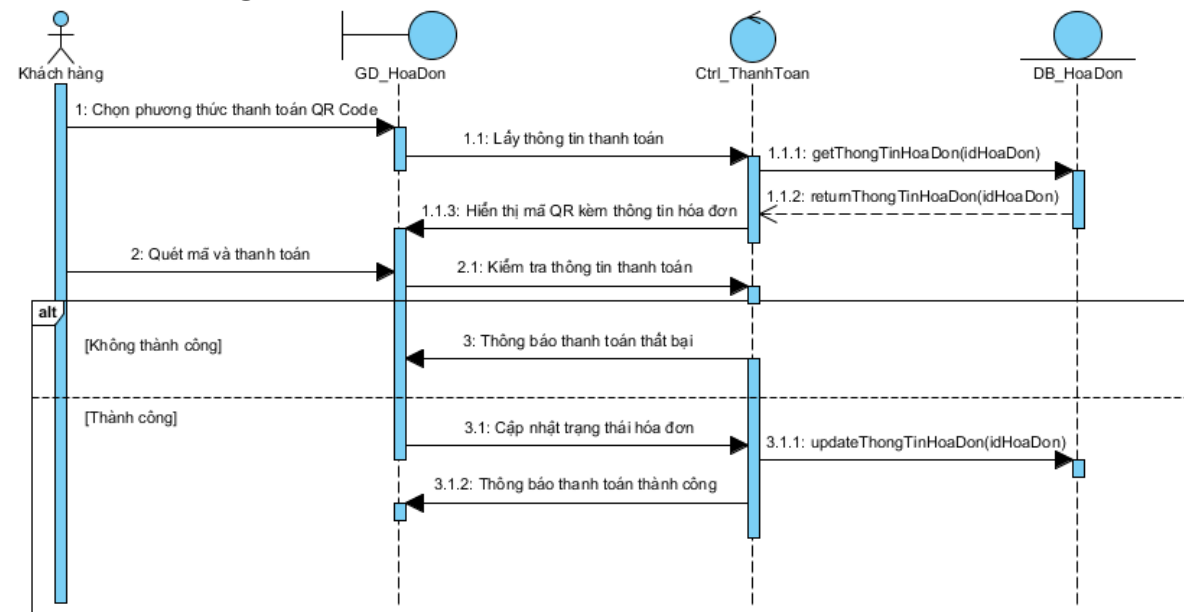 Khách hàng
GD_HoaDon
Ctrl_ThanhToan
DB_HoaDon
1: Chọn phương thức thanh toán QR Code
1.1: Lấy thông tin thanh toán
1.1.1: getThongTinHoaDon(idHoaDon)
1.1.2: returnThongTinHoaDon(idHoaDon)
1.1.3: Hiển thị mã QR kèm thông tin hóa đơn
2: Quét mã và thanh toán
2.1: Kiểm tra thông tin thanh toán
alt
[Không thành công]
3: Thông báo thanh toán thất bại
[Thành công]
3.1: Cập nhật trạng thái hóa đơn
3.1.1: updateThongTinHoaDon(idHoaDon)
3.1.2: Thông báo thanh toán thành công